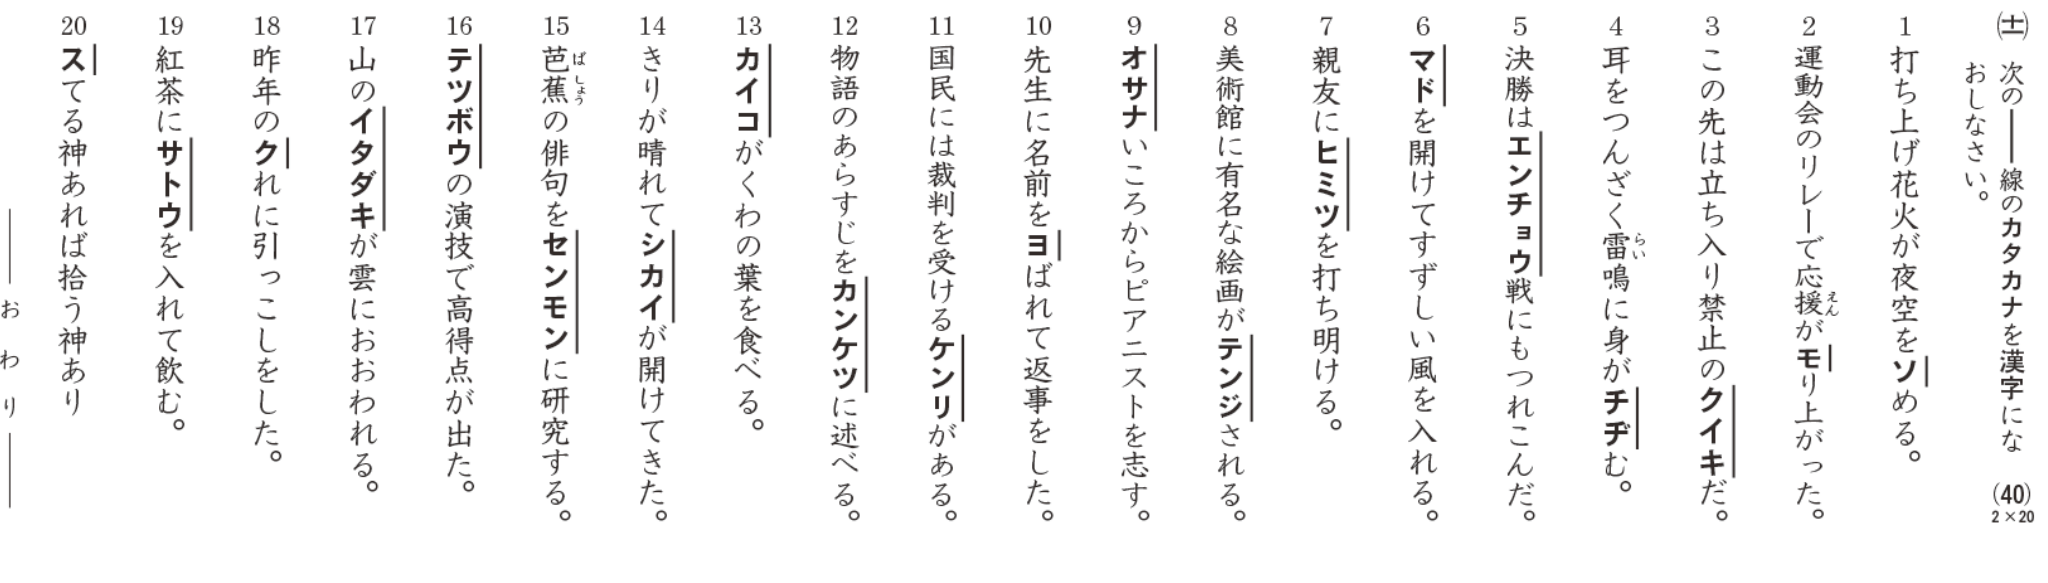 ㈩ 次の――線のカタカナを漢字にな
おしなさい。
(40)
2×20
1 打ち上げ花火が夜空をソめる。
2 運動会のリレーで応援がモり上がった。
えん
3 この先は立ち入り禁止のクイキだ。
4 耳をつんざく雷鳴に身がチヂむ。
らい
5 決勝はエンチョウ戦にもつれこんだ。
6 マドを開けてすずしい風を入れる。
7 親友にヒミツを打ち明ける。
8 美術館に有名な絵画がテンジされる。
9 オサナいころからピアニストを志す。
10 先生に名前をヨばれて返事をした。
11 国民には裁判を受けるケンリがある。
12 物語のあらすじをカンケツに述べる。
13 カイコがくわの葉を食べる。
14 きりが晴れてシカイが開けてきた。
15 芭蕉の俳句をセンモンに研究する。
ばしょう
16 テツボウの演技で高得点が出た。
17 山のイタダキが雲におおわれる。
18 昨年のクれに引っこしをした。
19 紅茶にサトウを入れて飲む。
20 スてる神あれば拾う神あり
――おわり――